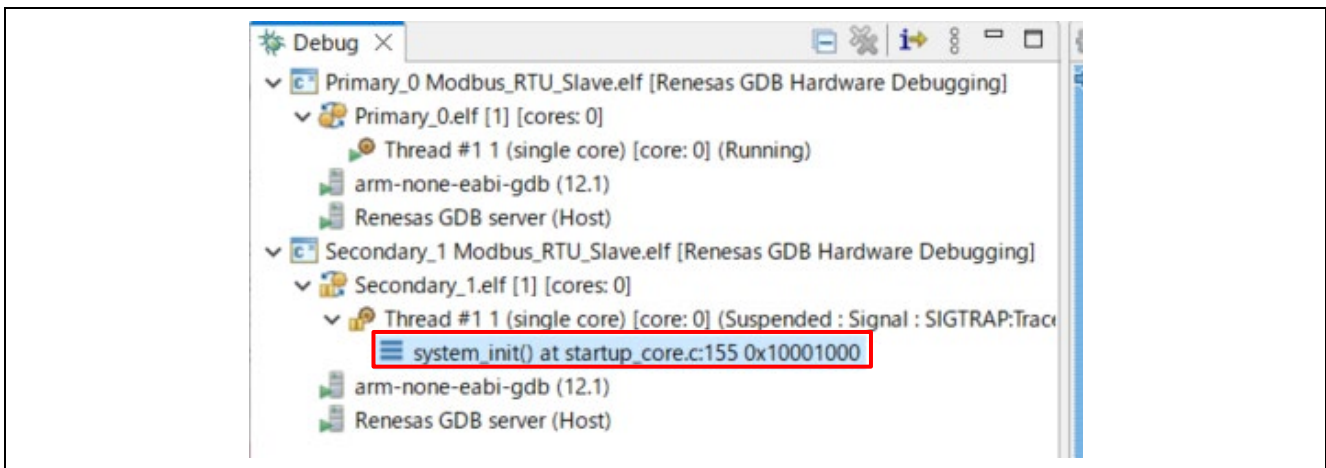 Debug
Primary_0 Modbus_RTU_Slave.elf [Renesas GDB Hardware Debugging]
Primary_0.elf [1] [cores: 0]
Thread #1 1 (single core) [core: 0] (Running)
arm-none-eabi-gdb (12.1)
Renesas GDB server (Host)
Secondary_1 Modbus_RTU_Slave.elf [Renesas GDB Hardware Debugging]
Secondary_1.elf [1] [cores: 0]
Thread #1 1 (single core) [core: 0] (Suspended : Signal : SIGTRAP:Trace
system_init() at startup_core.c:155 0x10001000
arm-none-eabi-gdb (12.1)
Renesas GDB server (Host)